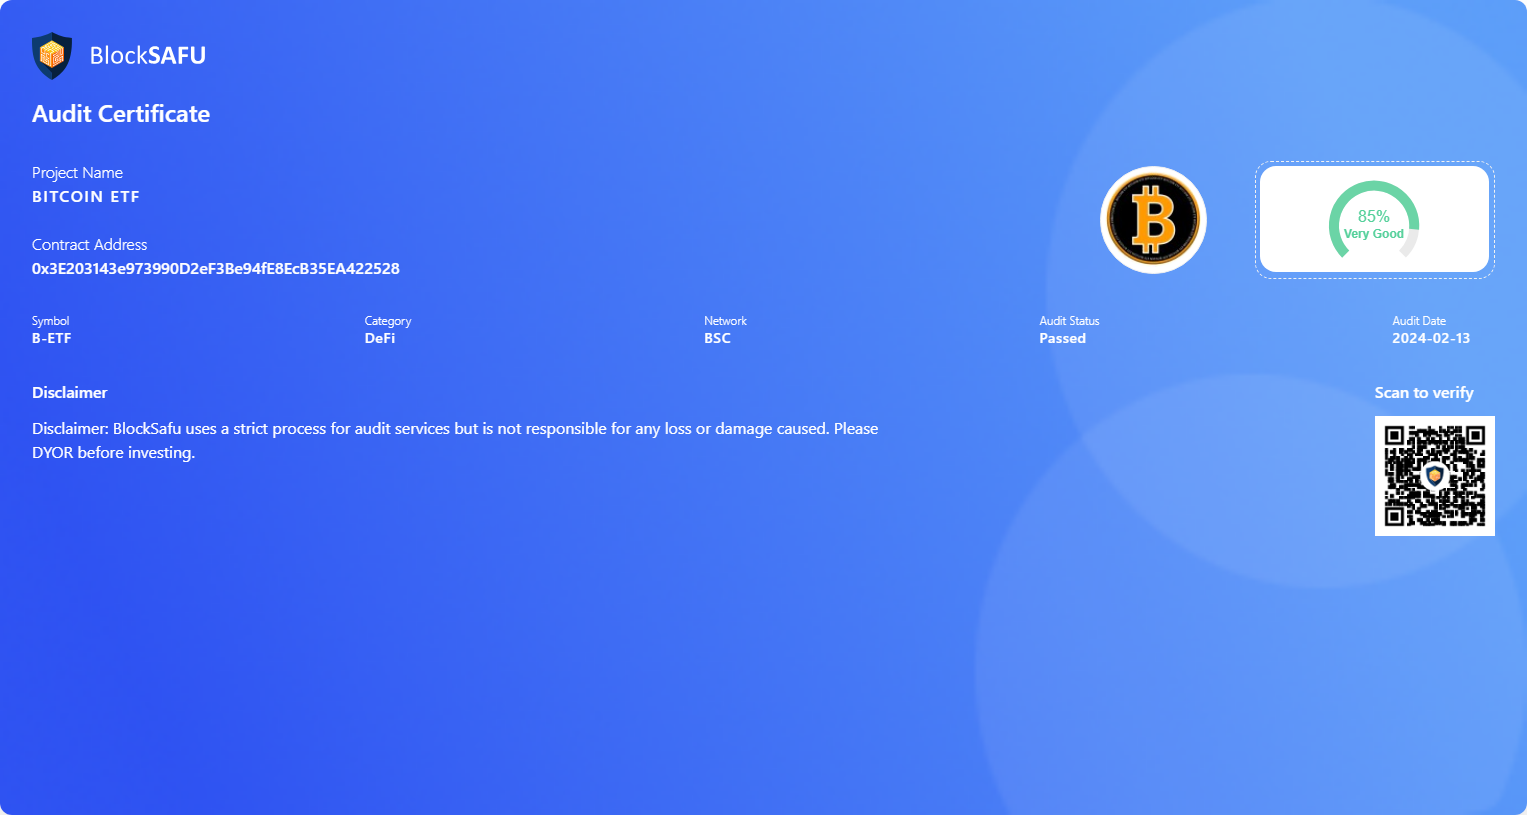 BlockSAFU
Audit Certificate
Project Name
BITCOIN ETF
Contract Address
0x3E203143e973990D2eF3Be94fE8EcB35EA422528
85%
Very Good
Symbol
B-ETF
Category
DeFi
Network
BSC
Audit Status
Passed
Audit Date
2024-02-13
Disclaimer
Disclaimer: BlockSafu uses a strict process for audit services but is not responsible for any loss or damage caused. Please
DYOR before investing.
Scan to verify